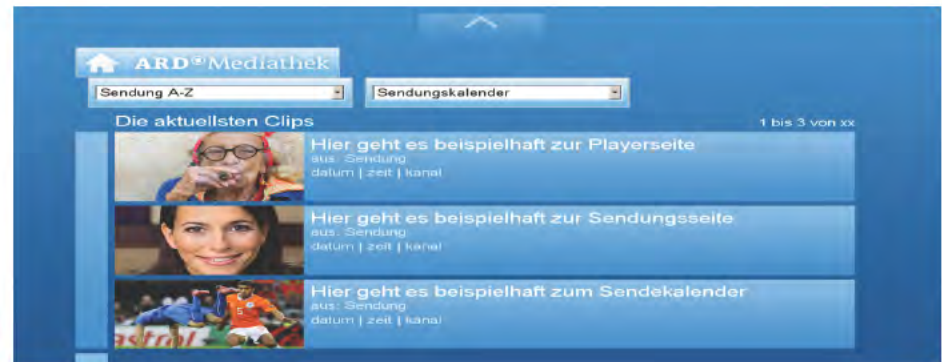 ARD Mediathek
Sendung A-Z
Sendungskalender
Die aktuellsten Clips
1 bis 3 von xx
Hier geht es beispielhaft zur Playerseite
aus: Sendung
datum | zeit | kanal
Hier geht es beispielhaft zur Sendungsseite
aus: Sendung
datum | zeit | kanal
5
Hier geht es beispielhaft zum Sendekalender
aus: Sendung
datum | zeit | kanal
astrol